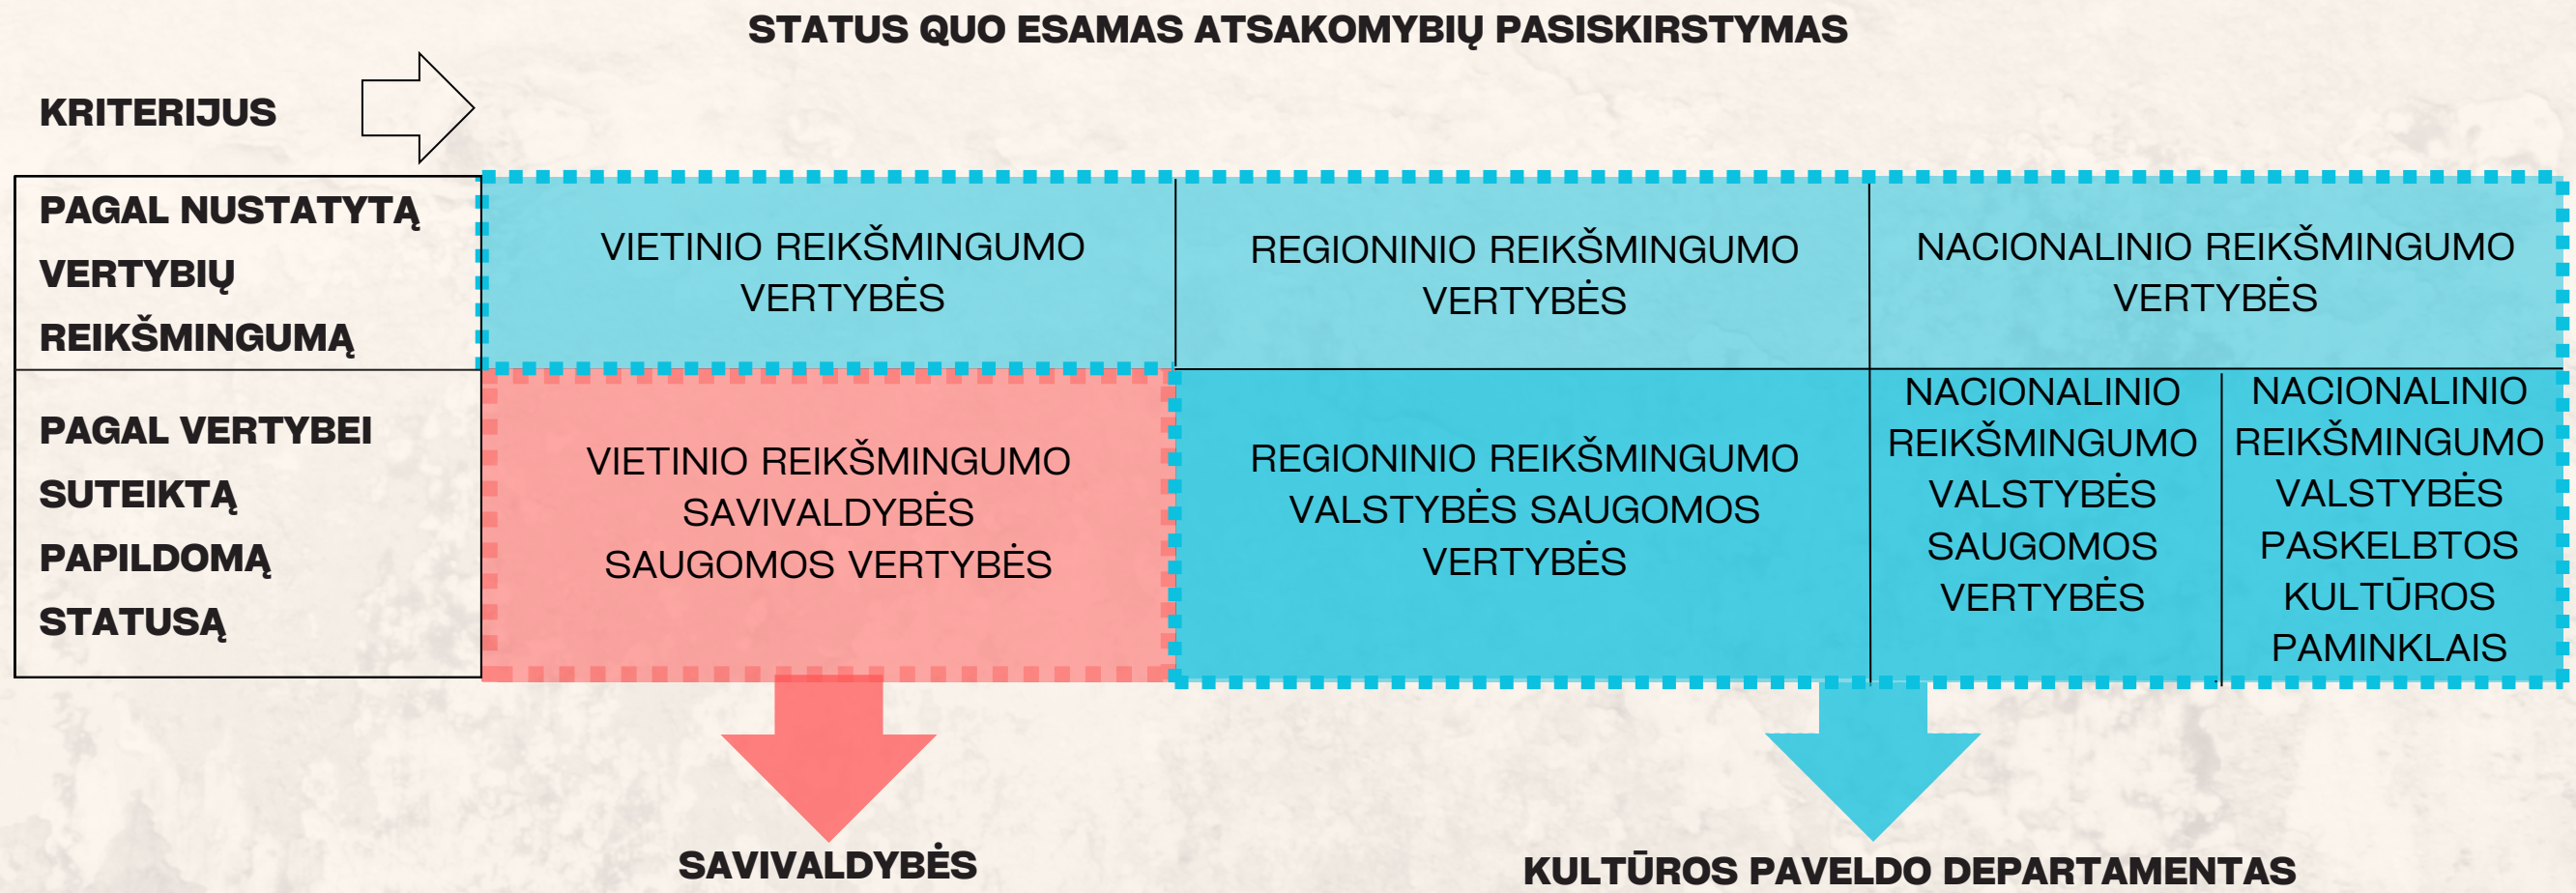 STATUS QUO ESAMAS ATSAKOMYBIŲ PASISKIRSTYMAS
KRITERIJUS
PAGAL NUSTATYTĄ
VERTYBIŲ
REIKŠMINGUMĄ
VIETINIO REIKŠMINGUMO
VERTYBĖS
REGIONINIO REIKŠMINGUMO
VERTYBĖS
NACIONALINIO REIKŠMINGUMO
VERTYBĖS
PAGAL VERTYBEI
SUTEIKTĄ
PAPILDOMĄ
STATUSĄ
VIETINIO REIKŠMINGUMO
SAVIVALDYBĖS
SAUGOMOS VERTYBĖS
REGIONINIO REIKŠMINGUMO
VALSTYBĖS SAUGOMOS
VERTYBĖS
NACIONALINIO
REIKŠMINGUMO
VALSTYBĖS
SAUGOMOS
VERTYBĖS
NACIONALINIO
REIKŠMINGUMO
VALSTYBĖS
PASKELBTOS
KULTŪROS
PAMINKLAIS
SAVIVALDYBĖS
KULTŪROS PAVELDO DEPARTAMENTAS